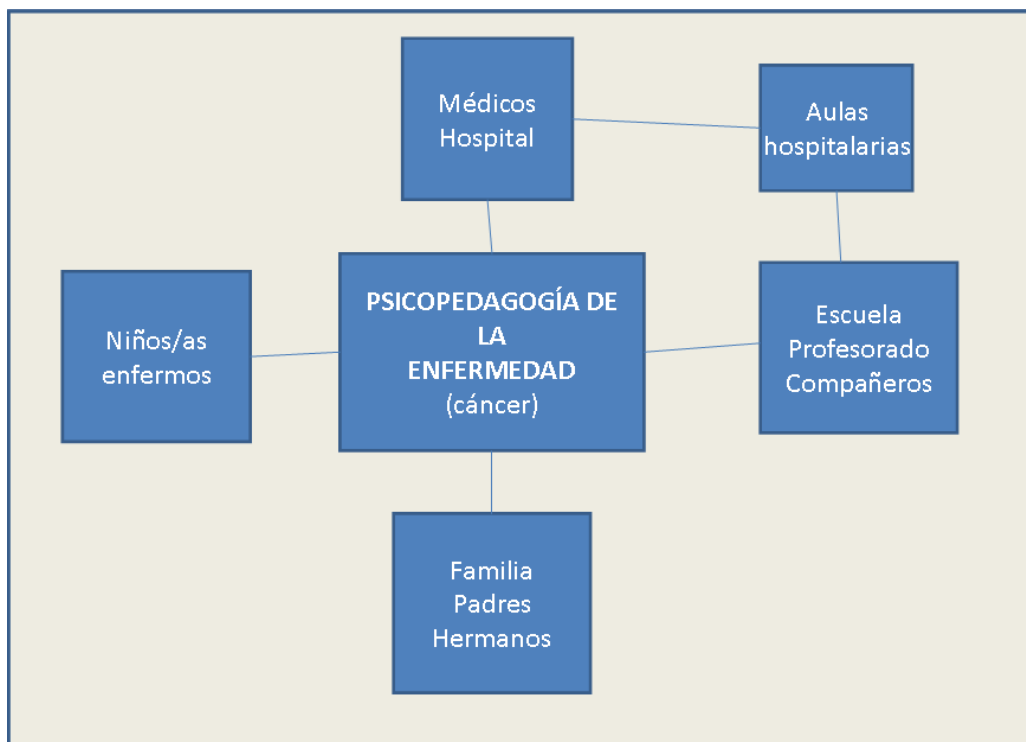 Médicos
Hospital
Aulas
hospitalarias
PSICOPEDAGOGÍA DE
LA
ENFERMEDAD
(cáncer)
Niños/as
enfermos
Escuela
Profesorado
Compañeros
Familia
Padres
Hermanos